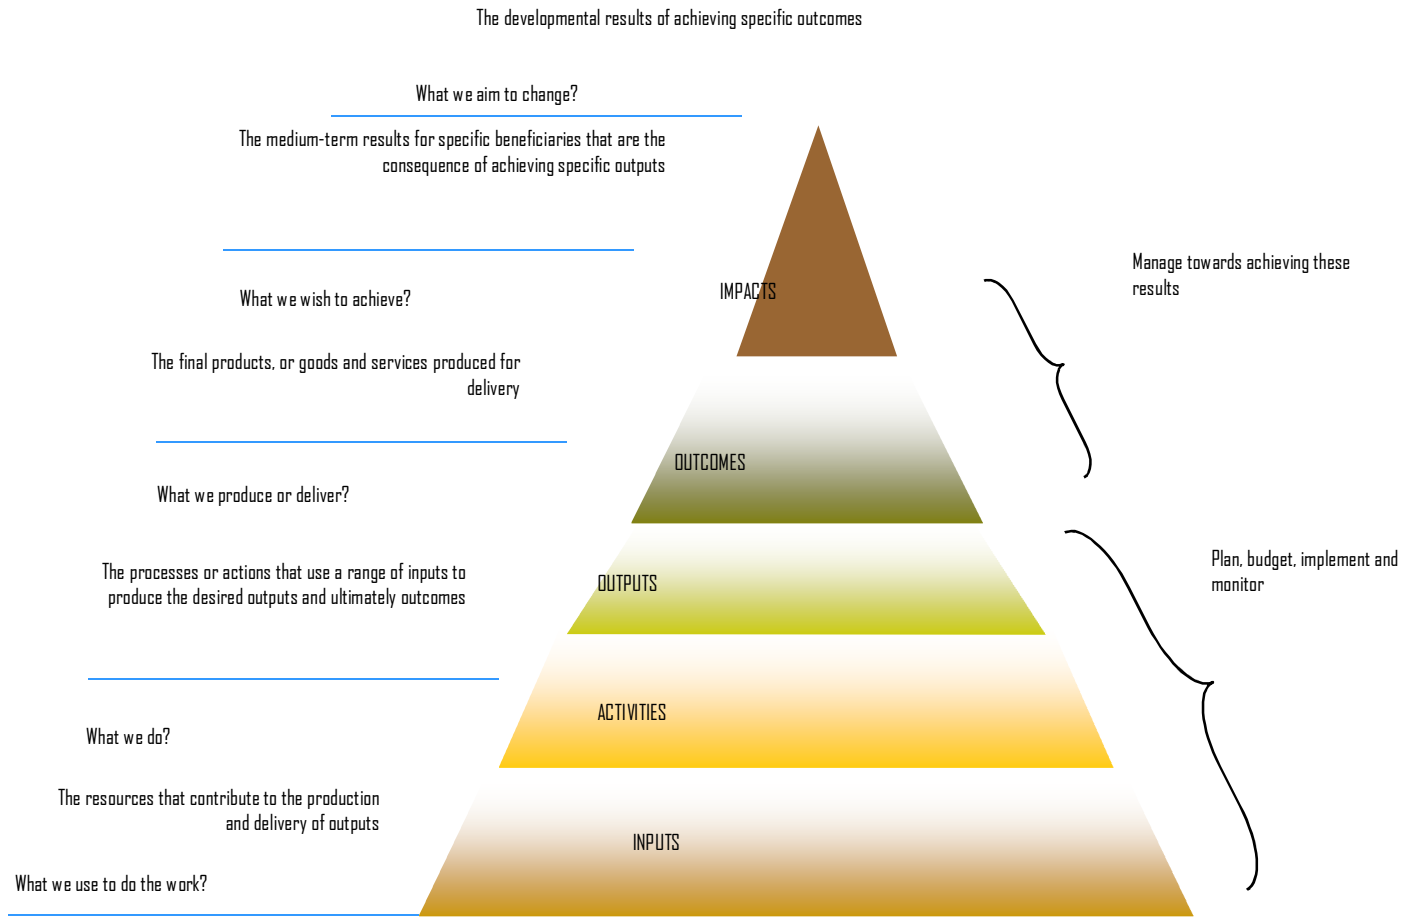 The developmental results of achieving specific outcomes
What we aim to change?
The medium-term results for specific beneficiaries that are the
consequence of achieving specific outputs
Manage towards achieving these
results
IMPACTS
What we wish to achieve?
The final products, or goods and services produced for
delivery
OUTCOMES
What we produce or deliver?
Plan, budget, implement and
monitor
The processes or actions that use a range of inputs to
produce the desired outputs and ultimately outcomes
OUTPUTS
ACTIVITIES
What we do?
The resources that contribute to the production
and delivery of outputs
INPUTS
What we use to do the work?